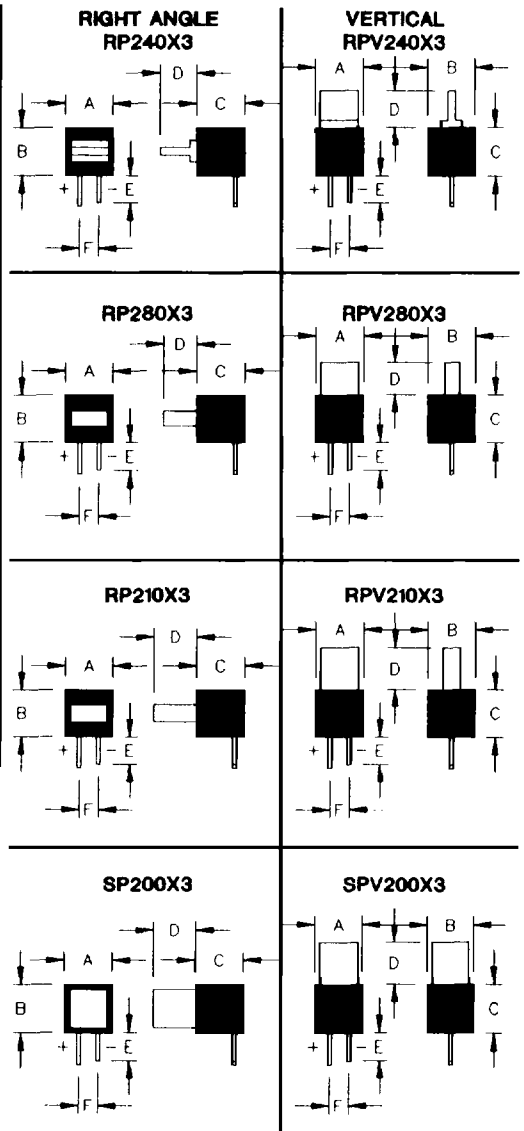 RIGHT ANGLE
RP240X3
D
A
C
B
+
-
E
F
VERTICAL
RPV240X3
A
B
D
C
+
-
E
F
RP280X3
D
A
C
B
+
-
E
F
RPV280X3
A
B
D
C
+
-
E
F
RP210X3
D
A
C
B
+
-
E
F
RPV210X3
A
B
D
C
+
-
E
F
SP200X3
D
A
C
B
+
-
E
F
SPV200X3
A
B
D
C
+
-
E
F